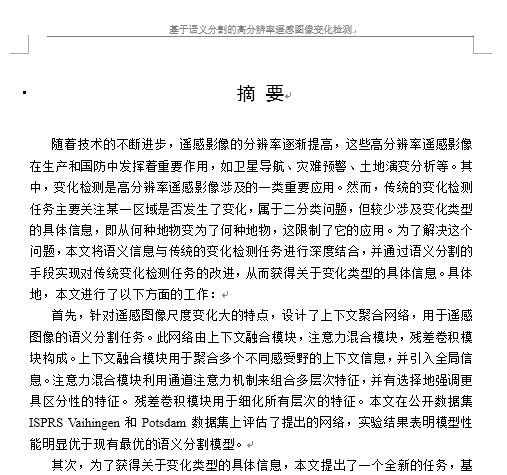 基于语义分割的高分辨率遥感图像变化检测
摘 要
随着技术的不断进步，遥感影像的分辨率逐渐提高，这些高分辨率遥感影像
在生产和国防中发挥着重要作用，如卫星导航、灾难预警、土地演变分析等。其
中，变化检测是高分辨率遥感影像涉及的一类重要应用。然而，传统的变化检测
任务主要关注某一区域是否发生了变化，属于二分类问题，但较少涉及变化类型
的具体信息，即从何种地物变为了何种地物，这限制了它的应用。为了解决这个
问题，本文将语义信息与传统的变化检测任务进行深度结合，并通过语义分割的
手段实现对传统变化检测任务的改进，从而获得关于变化类型的具体信息。具体
地，本文进行了以下方面的工作：
首先，针对遥感图像尺度变化大的特点，设计了上下文聚合网络，用于遥感
图像的语义分割任务。此网络由上下文融合模块，注意力混合模块，残差卷积模
块构成。上下文融合模块用于聚合多个不同感受野的上下文信息，并引入全局信
息。注意力混合模块利用通道注意力机制来组合多层次特征，并有选择地强调更
具区分性的特征。残差卷积模块用于细化所有层次的特征。本文在公开数据集
ISPRS Vaihingen 和 Potsdam 数据集上评估了提出的网络，实验结果表明模型性
能明显优于现有最优的语义分割模型。
其次，为了获得关于变化类型的具体信息，本文提出了一个全新的任务，基